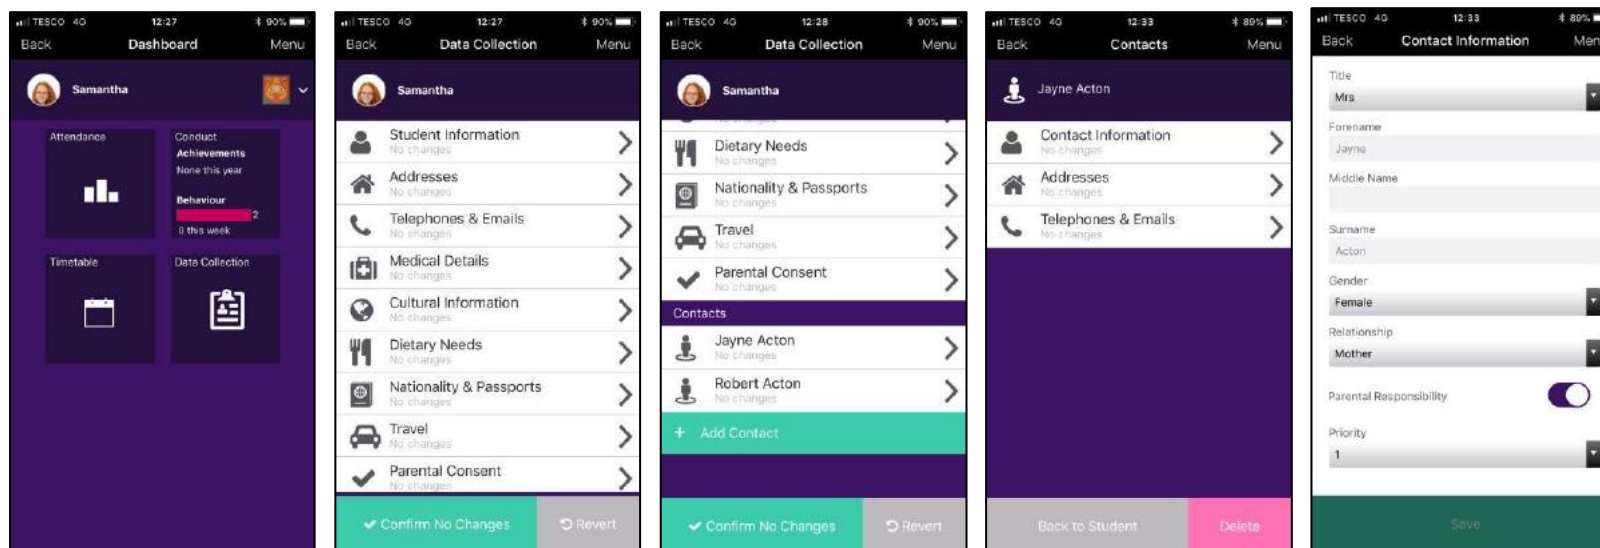 TESCO 4G 12:27 90%
Back Dashboard Menu
Samantha
Attendance
Conduct
Achievements
None this year
Behaviour
2
0 this week
Timetable
Data Collection
TESCO 4G 12:27 90%
Back Data Collection Menu
Samantha
Student Information
No changes
Addresses
No changes
Telephones & Emails
No changes
Medical Details
No changes
Cultural Information
No changes
Dietary Needs
No changes
Nationality & Passports
No changes
Travel
No changes
Parental Consent
No changes
Confirm No Changes Revert
TESCO 4G 12:28 90%
Back Data Collection Menu
Samantha
No changes
Dietary Needs
No changes
Nationality & Passports
No changes
Travel
No changes
Parental Consent
No changes
Contacts
Jayne Acton
No changes
Robert Acton
No changes
+ Add Contact
Confirm No Changes Revert
TESCO 4G 12:33 89%
Back Contacts Menu
Jayne Acton
Contact Information
No changes
Addresses
No changes
Telephones & Emails
No changes
Back to Student Delete
TESCO 4G 12:33 89%
Back Contact Information Men
Title
Mrs
Forename
Jayne
Middle Name
Surname
Acton
Gender
Female
Relationship
Mother
Parental Responsibility
Priority
1
Save